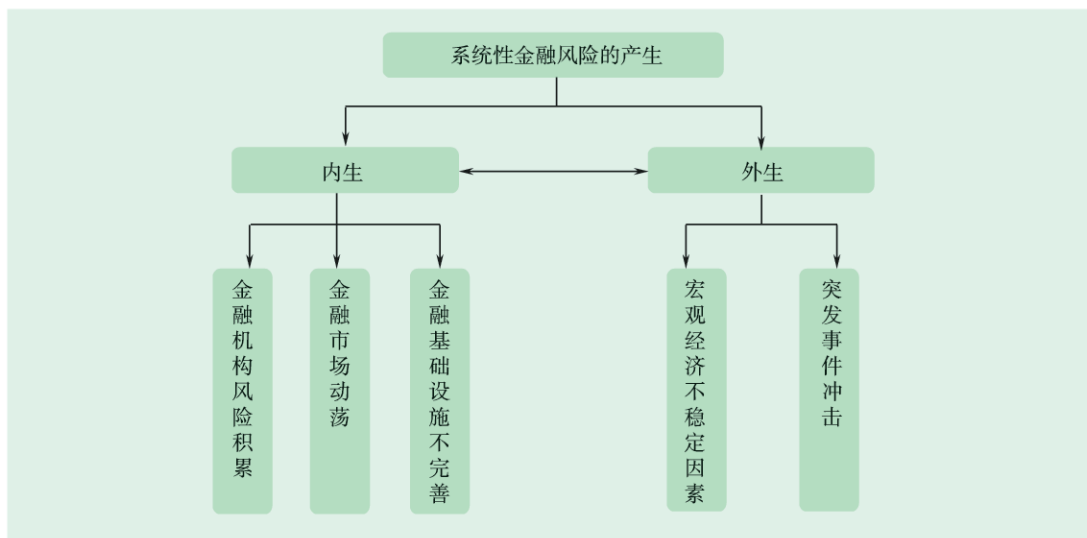 系统性金融风险的产生
内生
外生
金融机构风险积累
金融市场动荡
金融基础设施不完善
宏观经济不稳定因素
突发事件冲击